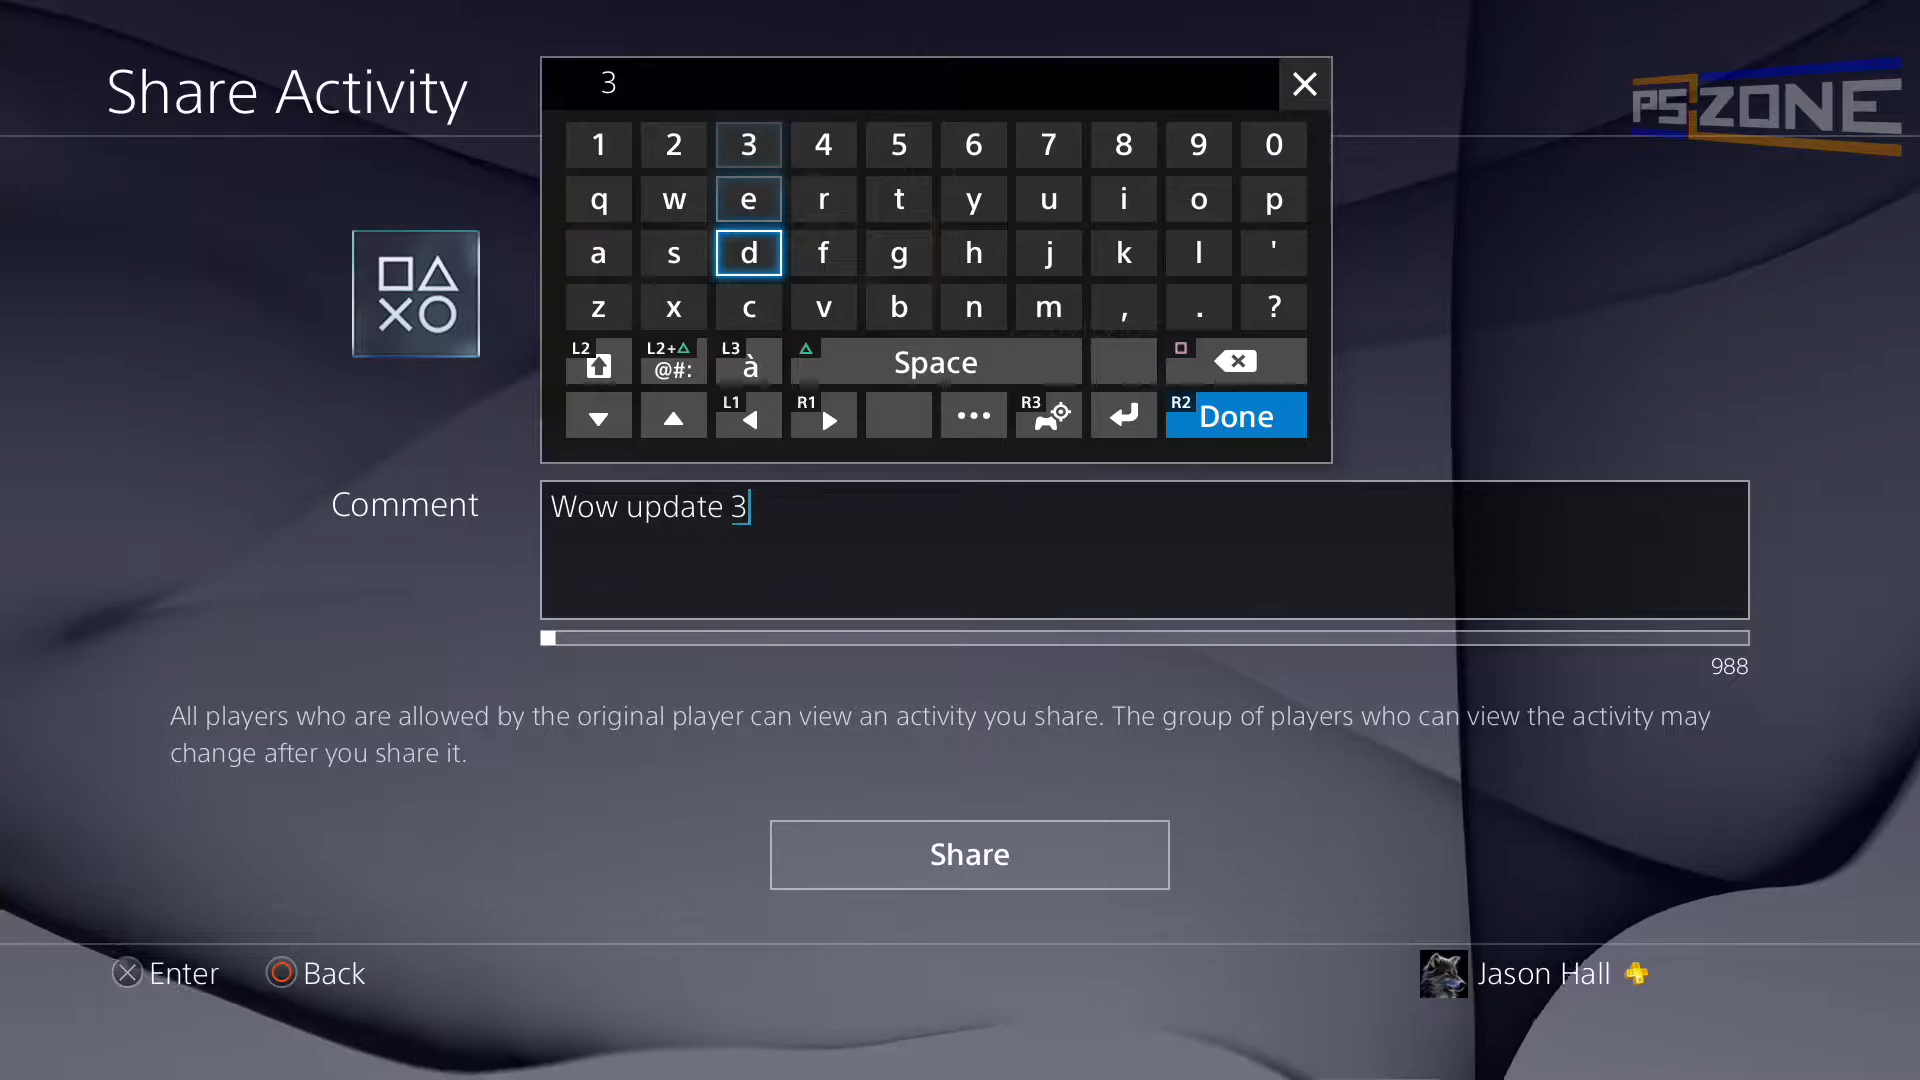 Share Activity
3
PS ZONE
1 2 3 4 5 6 7 8 9 0
q w e r t y u i o p
a s d f g h j k l '
z x c v b n m , . ?
L2 L2+△ @#: L3 à △ Space □
L1 R1 ... R3 R2 Done
Comment
Wow update 3
988
All players who are allowed by the original player can view an activity you share. The group of players who can view the activity may
change after you share it.
Share
Enter Back Jason Hall